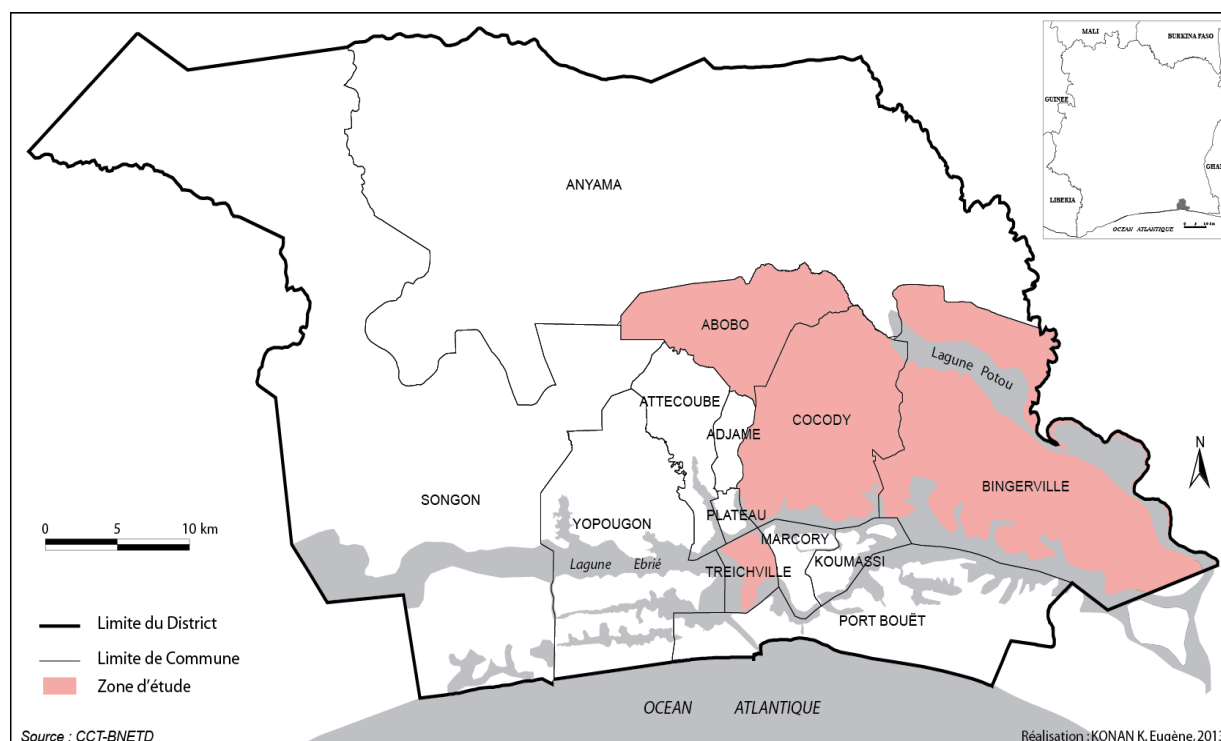 MALI
BURKINA FASO
GUINEE
GHAN
LIBERIA
OCEAN ATLANTIQUE
ANYAMA
ABOBO
Lagune Potou
ATTECOUBE
ADJAME
COCODY
N
BINGERVILLE
SONGON
0 5 10 km
YOPOUGON
PLATEAU
MARCORY
Lagune Ebrié
TREICHVILLE
KOUMASSI
PORT BOUËT
Limite du District
Limite de Commune
Zone d'étude
OCEAN ATLANTIQUE
Source : CCT-BNETD
Réalisation : KONAN K. Eugène, 2013